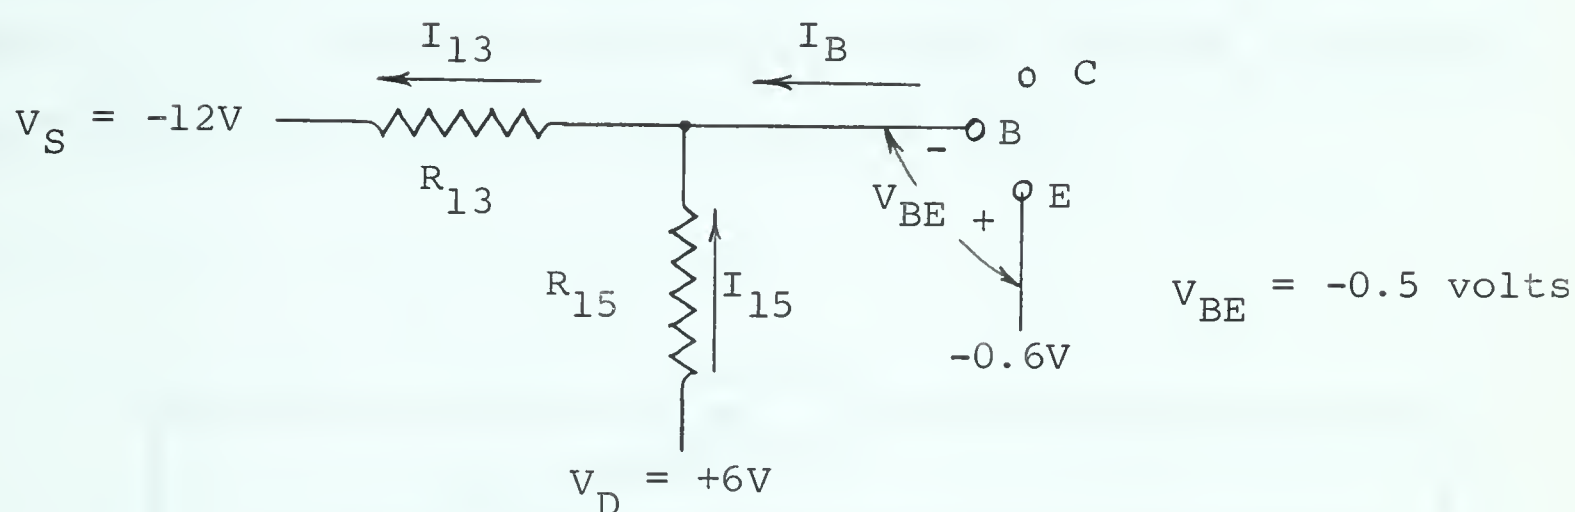 I13
IB
C
VS = -12V
B
-
R13
VBE
+
E
R15
I15
VBE = -0.5 volts
-0.6V
VD = +6V